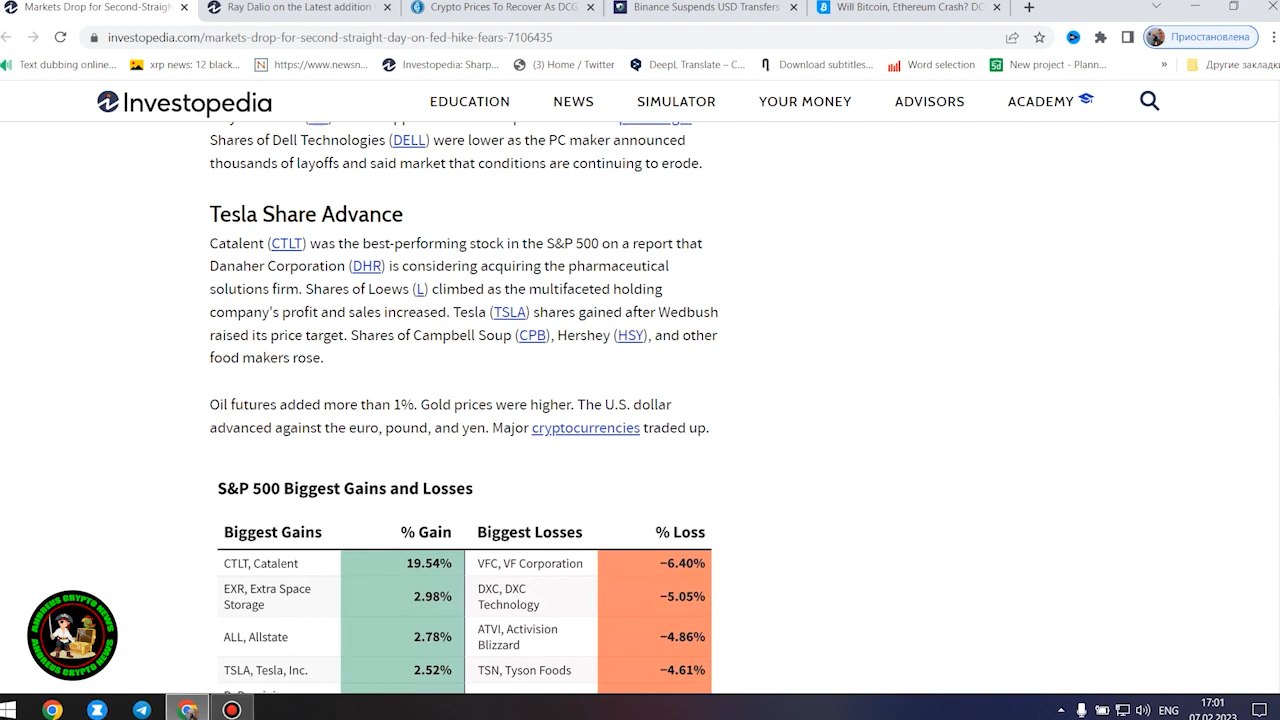 Markets Drop for Second-Straigh
Ray Dalio on the Latest addition
Crypto Prices To Recover As DCG
Binance Suspends USD Transfers
Will Bitcoin, Ethereum Crash? DC
investopedia.com/markets-drop-for-second-straight-day-on-fed-hike-fears-7106435
Приостановлена
Text dubbing online...
xrp news: 12 black...
https://www.newsn...
Investopedia: Sharp...
(3) Home / Twitter
DeepL Translate – C...
Download subtitles...
Word selection
New project - Plann...
»
Другие закладки
Investopedia
EDUCATION
NEWS
SIMULATOR
YOUR MONEY
ADVISORS
ACADEMY
Shares of Dell Technologies (DELL) were lower as the PC maker announced
thousands of layoffs and said market that conditions are continuing to erode.
Tesla Share Advance
Catalent (CTLT) was the best-performing stock in the S&P 500 on a report that
Danaher Corporation (DHR) is considering acquiring the pharmaceutical
solutions firm. Shares of Loews (L) climbed as the multifaceted holding
company's profit and sales increased. Tesla (TSLA) shares gained after Wedbush
raised its price target. Shares of Campbell Soup (CPB), Hershey (HSY), and other
food makers rose.
Oil futures added more than 1%. Gold prices were higher. The U.S. dollar
advanced against the euro, pound, and yen. Major cryptocurrencies traded up.
S&P 500 Biggest Gains and Losses
Biggest Gains % Gain Biggest Losses % Loss
CTLT, Catalent 19.54% VFC, VF Corporation −6.40%
EXR, Extra Space
Storage
2.98%
DXC, DXC
Technology
−5.05%
ALL, Allstate 2.78%
ATVI, Activision
Blizzard
−4.86%
TSLA, Tesla, Inc. 2.52% TSN, Tyson Foods −4.61%
ANDREUS CRYPTO NEWS
ANDREUS CRYPTO NEWS
ENG
17:01
07.02.2023